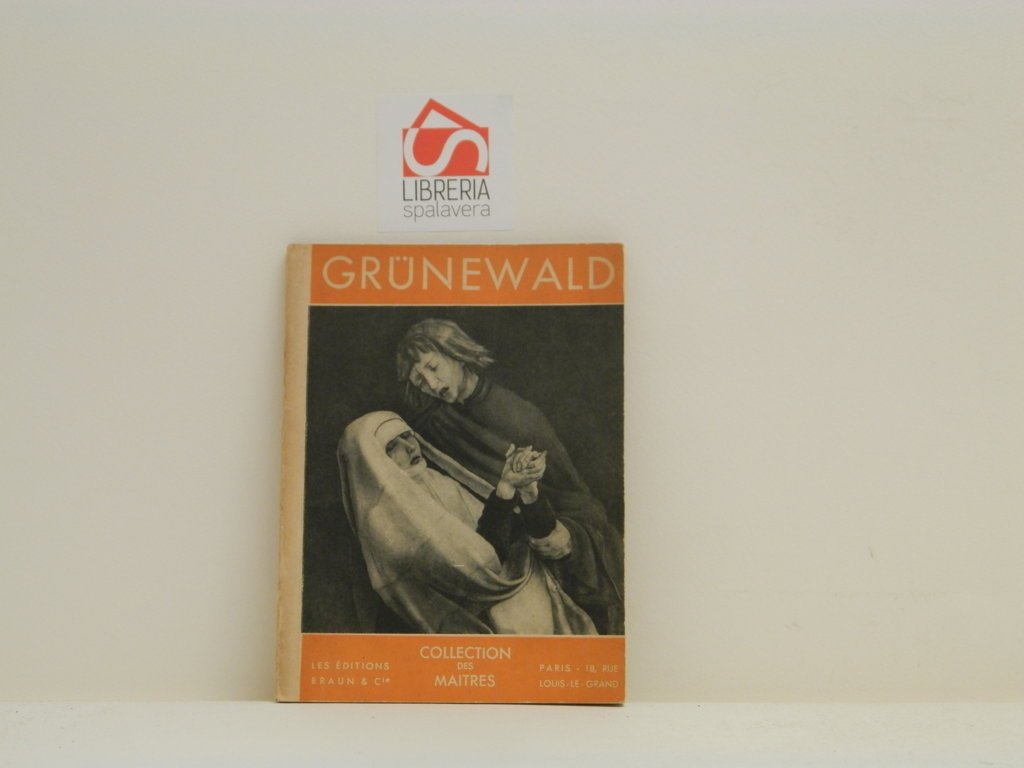 LIBRERIA
spalavera
GRÜNEWALD
LES ÉDITIONS
BRAUN & Cie
COLLECTION
DES
MAITRES
PARIS - 18, RUE
LOUIS-LE-GRAND